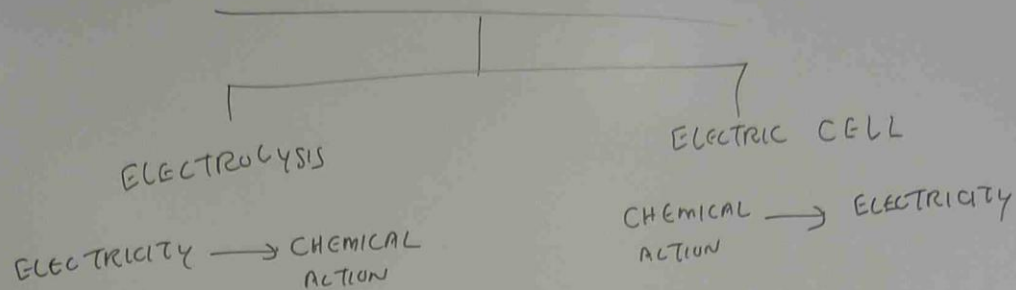 ELECTROLYSIS
ELECTRIC CELL
ELECTRICITY → CHEMICAL
ACTION
CHEMICAL → ELECTRICITY
ACTION